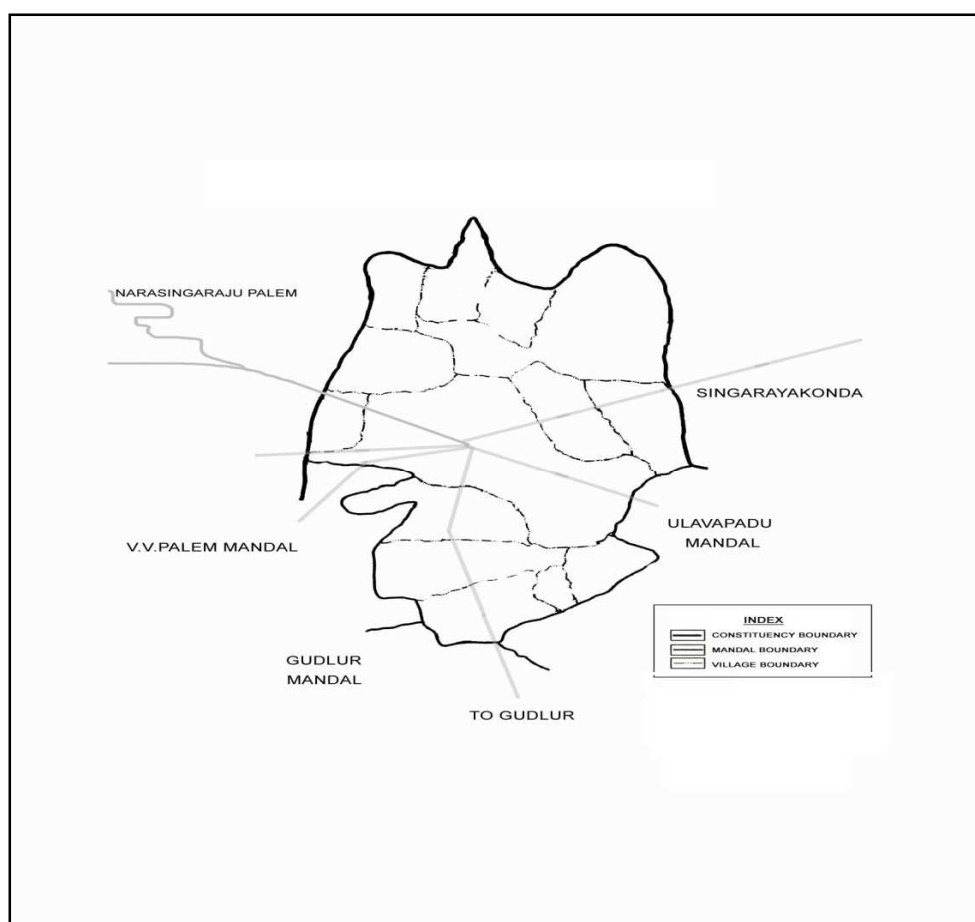 NARASINGARAJU PALEM
SINGARAYAKONDA
ULAVAPADU
MANDAL
V.V.PALEM MANDAL
INDEX
CONSTITUENCY BOUNDARY
MANDAL BOUNDARY
VILLAGE BOUNDARY
GUDLUR
MANDAL
TO GUDLUR